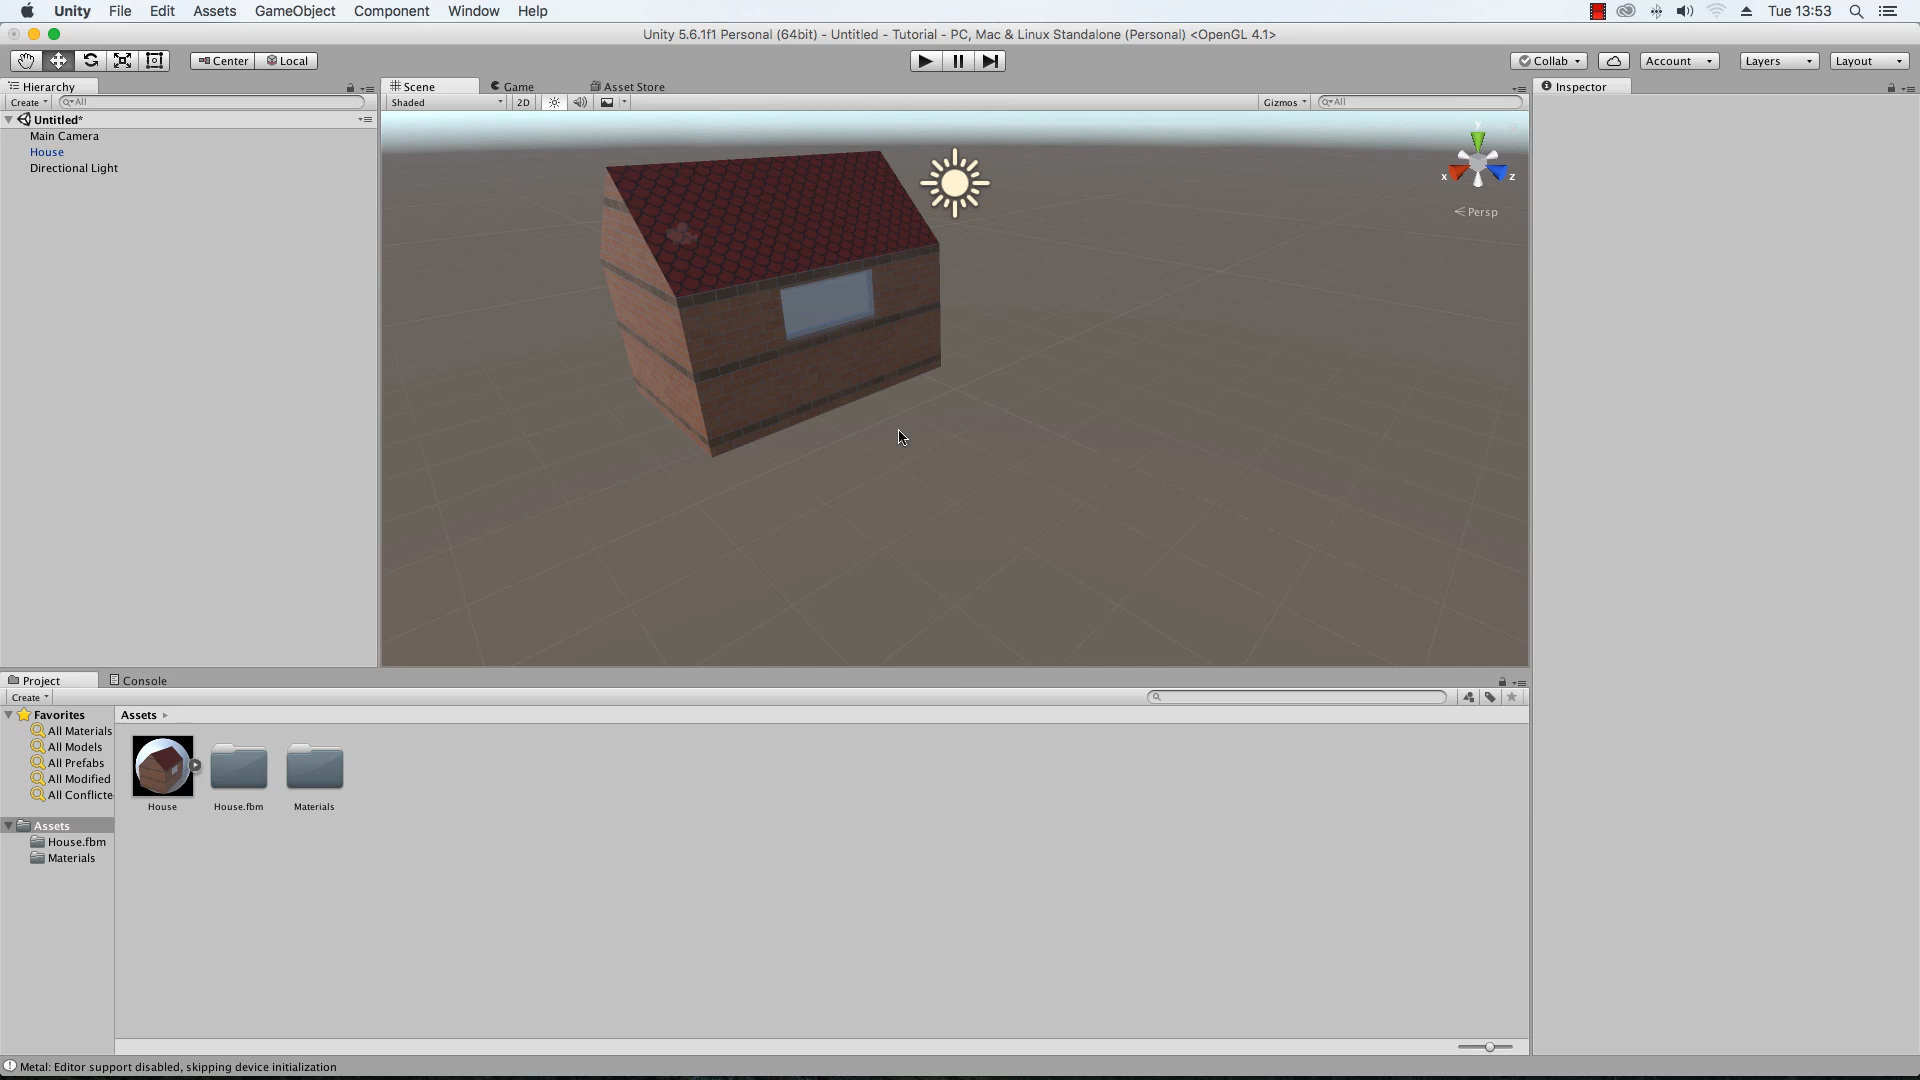 Unity File Edit Assets GameObject Component Window Help Tue 13:53
Unity 5.6.1f1 Personal (64bit) - Untitled - Tutorial - PC, Mac & Linux Standalone (Personal) <OpenGL 4.1>
Center Local Collab Account Layers Layout
Hierarchy Scene Game Asset Store Inspector
Create All Shaded 2D Gizmos All
Untitled*
Main Camera
House
Directional Light
y
x z
Persp
Project Console
Create
Favorites Assets
All Materials
All Models
All Prefabs
All Modified
All Conflicte
House House.fbm Materials
Assets
House.fbm
Materials
Metal: Editor support disabled, skipping device initialization